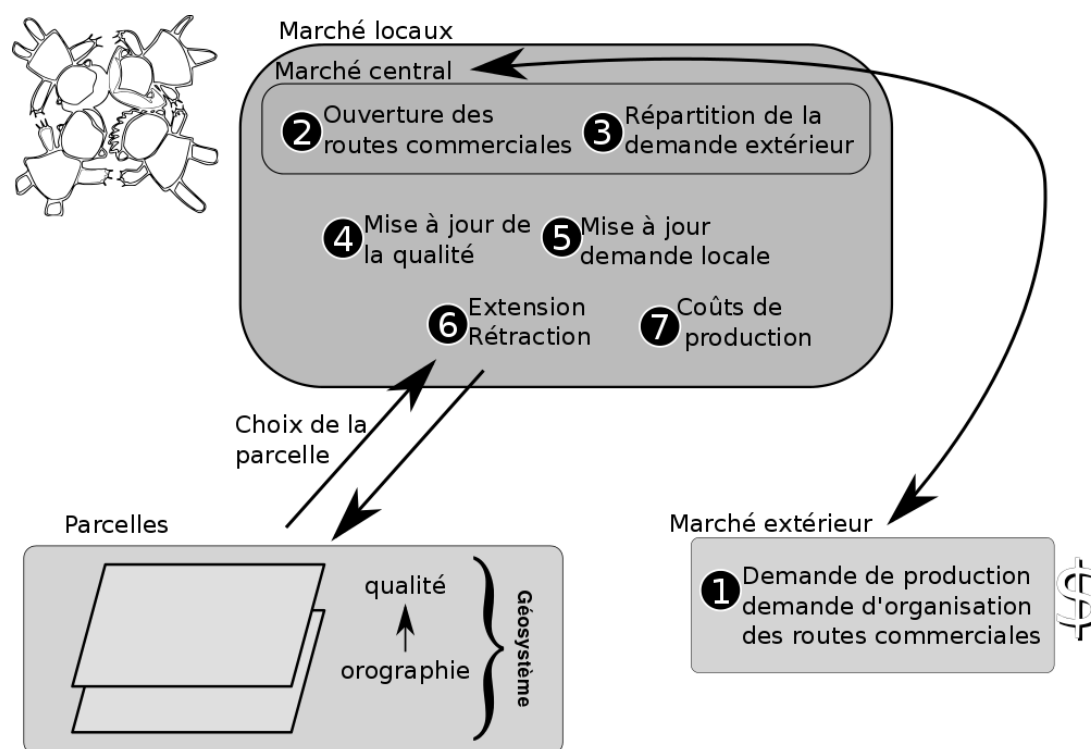 Marché locaux
Marché central
2 Ouverture des
routes commerciales
3 Répartition de la
demande extérieur
4 Mise à jour de
la qualité
5 Mise à jour
demande locale
6 Extension
Rétraction
7 Coûts de
production
Choix de la
parcelle
Parcelles
qualité
orographie
Géosystème
Marché extérieur
1 Demande de production
demande d'organisation
des routes commerciales
$